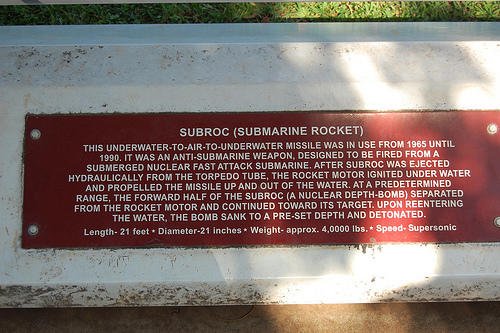 SUBROC (SUBMARINE ROCKET)
THIS UNDERWATER-TO-AIR-TO-UNDERWATER MISSILE WAS IN USE FROM 1965 UNTIL
1990. IT WAS AN ANTI-SUBMARINE WEAPON, DESIGNED TO BE FIRED FROM A
SUBMERGED NUCLEAR FAST ATTACK SUBMARINE. AFTER SUBROC WAS EJECTED
HYDRAULICALLY FROM THE TORPEDO TUBE, THE ROCKET MOTOR IGNITED UNDER WATER
AND PROPELLED THE MISSILE UP AND OUT OF THE WATER. AT A PREDETERMINED
RANGE, THE FORWARD HALF OF THE SUBROC (A NUCLEAR DEPTH-BOMB) SEPARATED
FROM THE ROCKET MOTOR AND CONTINUED TOWARD ITS TARGET. UPON REENTERING
THE WATER, THE BOMB SANK TO A PRE-SET DEPTH AND DETONATED.
Length- 21 feet * Diameter-21 inches * Weight- approx. 4,0000 lbs. * Speed- Supersonic